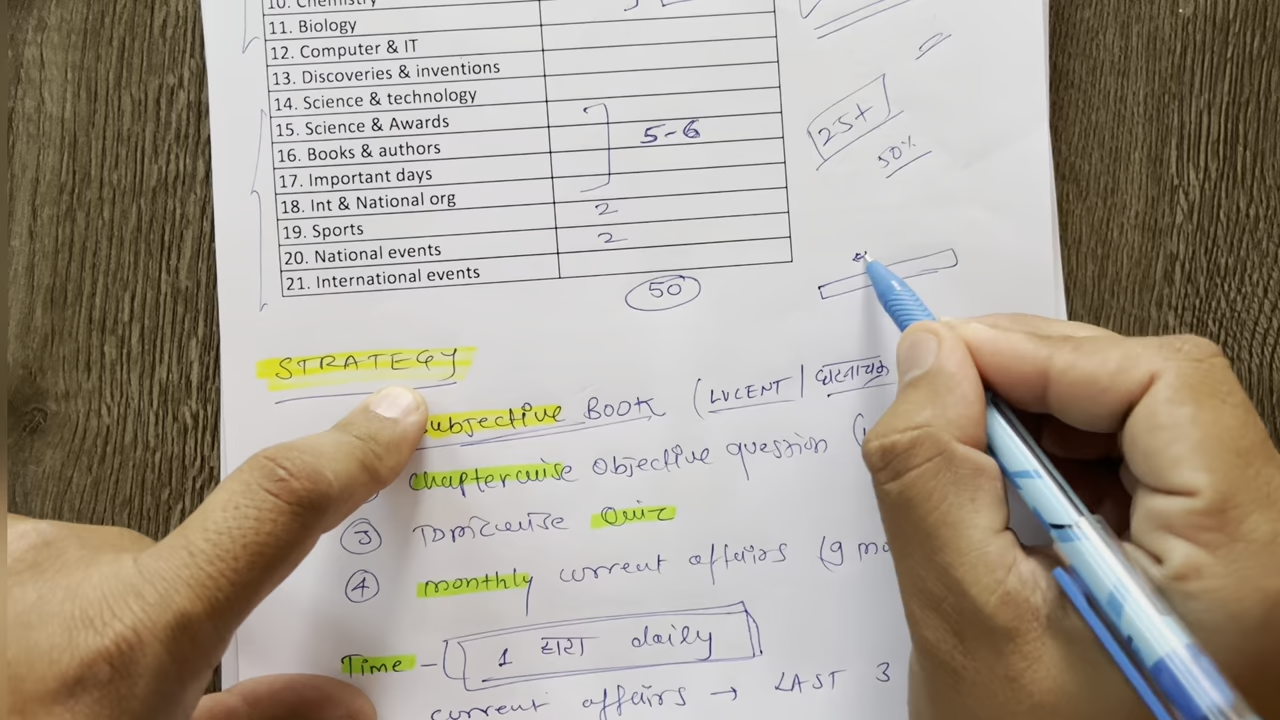 10. Chemistry
11. Biology
12. Computer & IT
13. Discoveries & inventions
14. Science & technology
15. Science & Awards
16. Books & authors
17. Important days
5-6
18. Int & National org
19. Sports 2
20. National events 2
21. International events
50
25+
50%
STRATEGY
Subjective BOOK (LUCENT /
Chapterwise Objective question (
3 Topicwise Quiz
4 monthly current affairs (9 mo
Time - 1 घंटा daily
current affairs → LAST 3